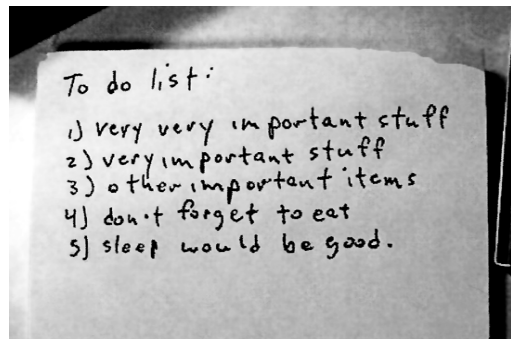 To do list:
1) very very important stuff
2) very important stuff
3) other important items
4) don't forget to eat
5) sleep would be good.